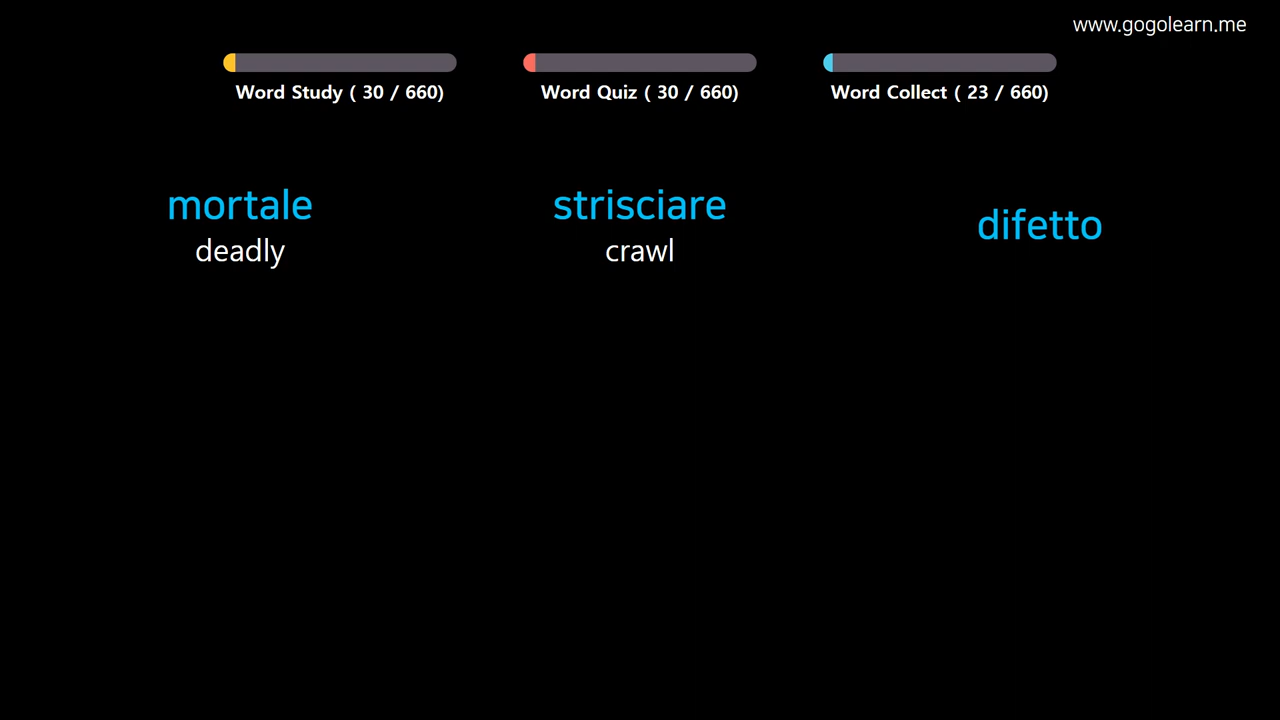 www.gogolearn.me
Word Study ( 30 / 660)
Word Quiz ( 30 / 660)
Word Collect ( 23 / 660)
mortale
deadly
strisciare
crawl
difetto